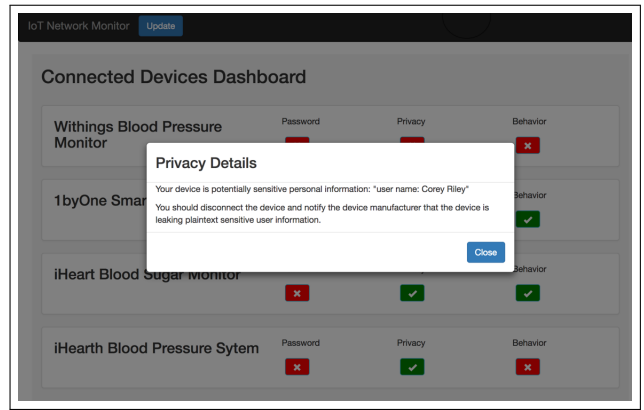 IoT Network Monitor Update
Connected Devices Dashboard
Withings Blood Pressure
Monitor
Password Privacy Behavior
Privacy Details
Your device is potentially sensitive personal information: "user name: Corey Riley"
You should disconnect the device and notify the device manufacturer that the device is
leaking plaintext sensitive user information.
Close
1byOne Smar
Behavior
iHeart Blood Sugar Monitor
Behavior
iHearth Blood Pressure Sytem
Password Privacy Behavior